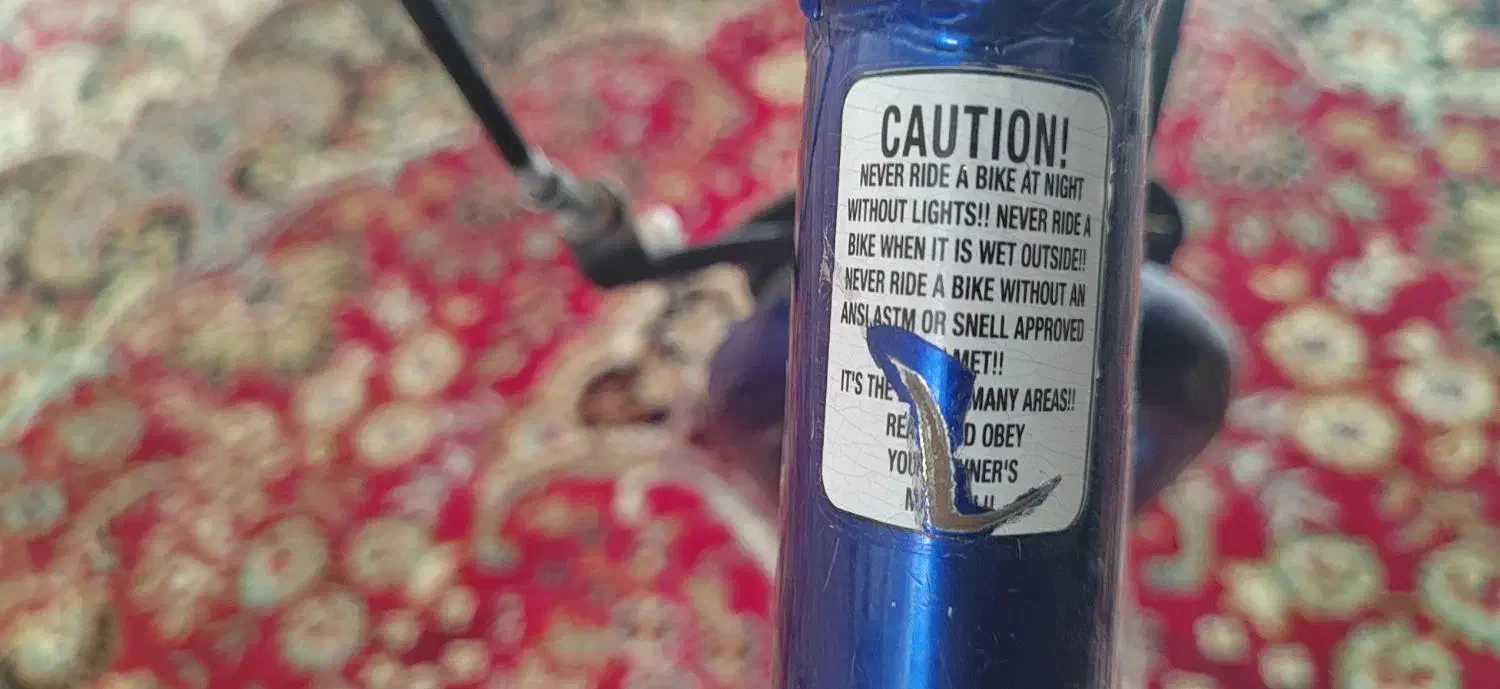 CAUTION!
NEVER RIDE A BIKE AT NIGHT
WITHOUT LIGHTS!! NEVER RIDE A
BIKE WHEN IT IS WET OUTSIDE!!
NEVER RIDE A BIKE WITHOUT AN
ANSI,ASTM OR SNELL APPROVED
MET!!
IT'S THE MANY AREAS!!
OBEY